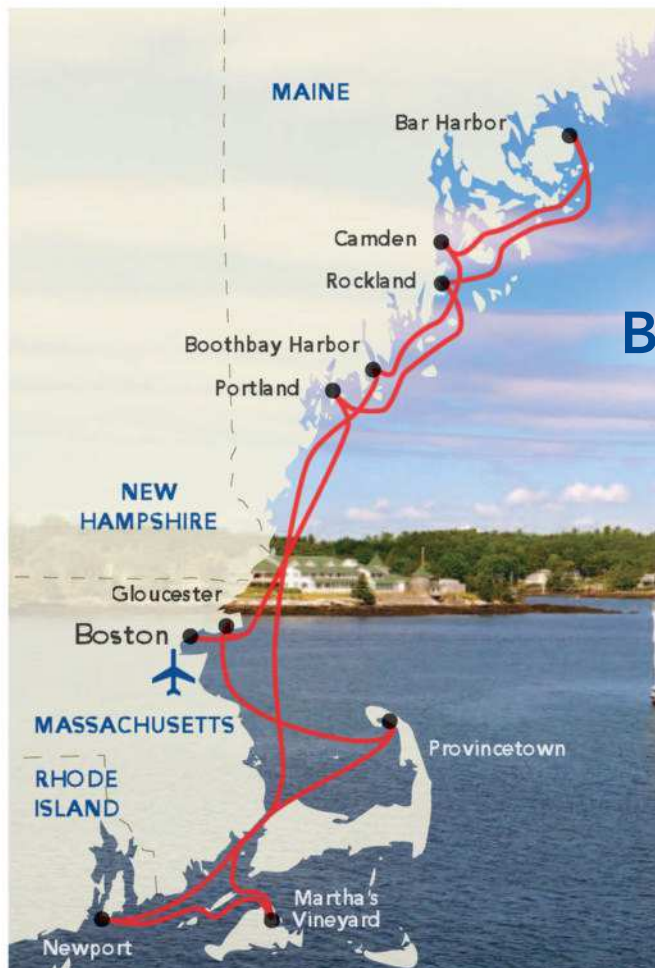 MAINE
Bar Harbor
Camden
Rockland
B
Boothbay Harbor
Portland
NEW
HAMPSHIRE
Gloucester
Boston
MASSACHUSETTS
Provincetown
RHODE
ISLAND
Martha's
Vineyard
Newport